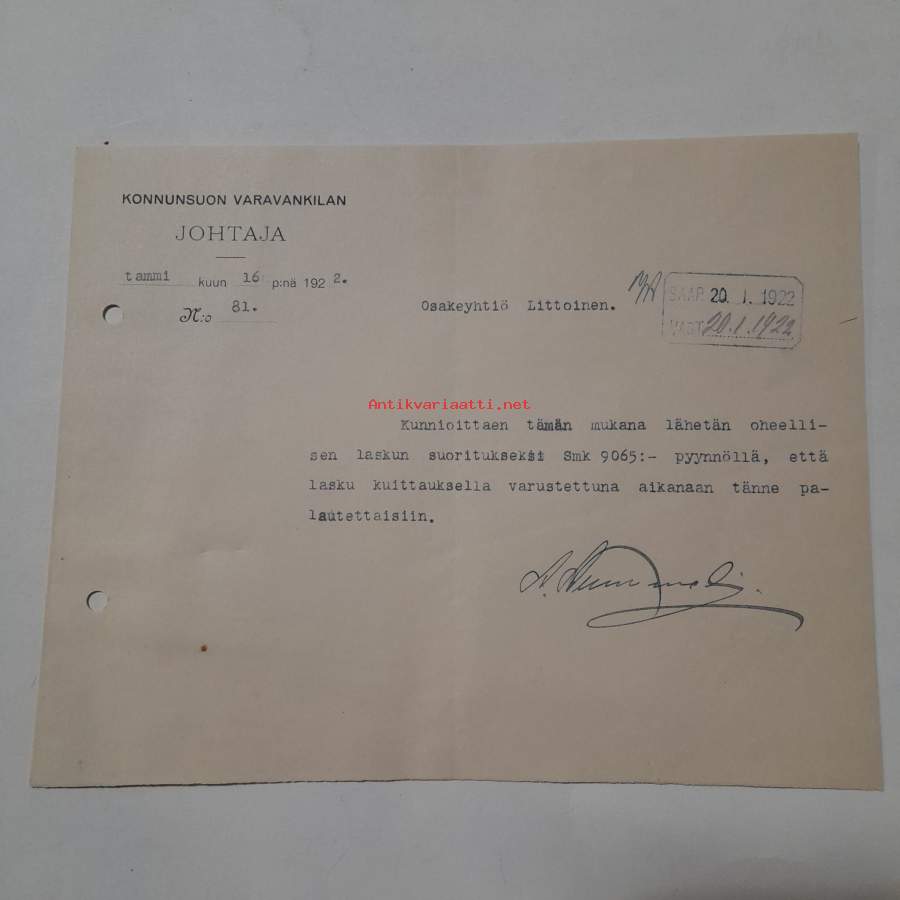 KONNUNSUON VARAVANKILAN
JOHTAJA
tammi kuun 16 p:nä 1922.
N:o 81.
Osakeyhtiö Littoinen.
SAAP. 20. 1. 1922
VAST. 20.1.1922
Antikvariaatti.net
Kunnioittaen tämän mukana lähetän oheelli-
sen laskun suoritukseksi Smk 9065:- pyynnöllä, että
lasku kuittauksella varustettuna aikanaan tänne pa-
lautettaisiin.